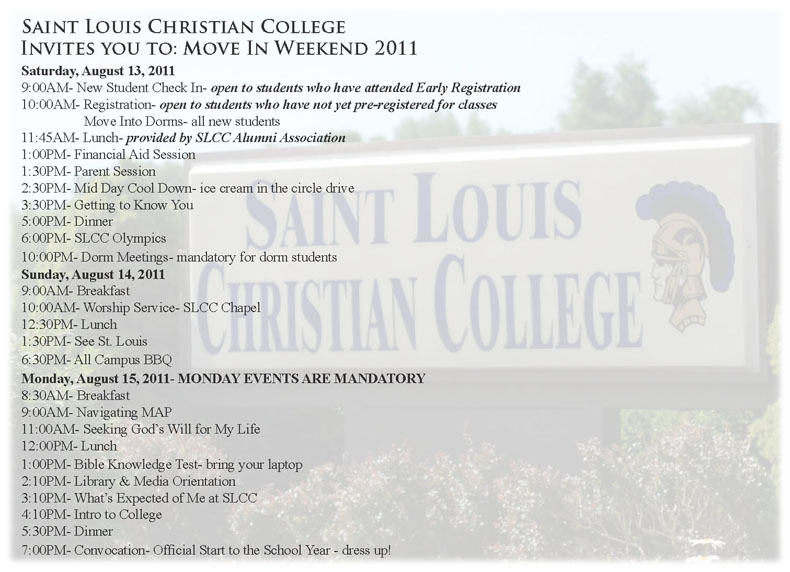 Saint Louis Christian College
Invites you to: Move In Weekend 2011
Saturday, August 13, 2011
9:00AM- New Student Check In- open to students who have attended Early Registration
10:00AM- Registration- open to students who have not yet pre-registered for classes
Move Into Dorms- all new students
11:45AM- Lunch- provided by SLCC Alumni Association
1:00PM- Financial Aid Session
1:30PM- Parent Session
2:30PM- Mid Day Cool Down- ice cream in the circle drive
3:30PM- Getting to Know You
5:00PM- Dinner
6:00PM- SLCC Olympics
10:00PM- Dorm Meetings- mandatory for dorm students
Sunday, August 14, 2011
9:00AM- Breakfast
10:00AM- Worship Service- SLCC Chapel
12:30PM- Lunch
1:30PM- See St. Louis
6:30PM- All Campus BBQ
Monday, August 15, 2011- MONDAY EVENTS ARE MANDATORY
8:30AM- Breakfast
9:00AM- Navigating MAP
11:00AM- Seeking God's Will for My Life
12:00PM- Lunch
1:00PM- Bible Knowledge Test- bring your laptop
2:10PM- Library & Media Orientation
3:10PM- What's Expected of Me at SLCC
4:10PM- Intro to College
5:30PM- Dinner
7:00PM- Convocation- Official Start to the School Year - dress up!
Saint Louis
Christian College